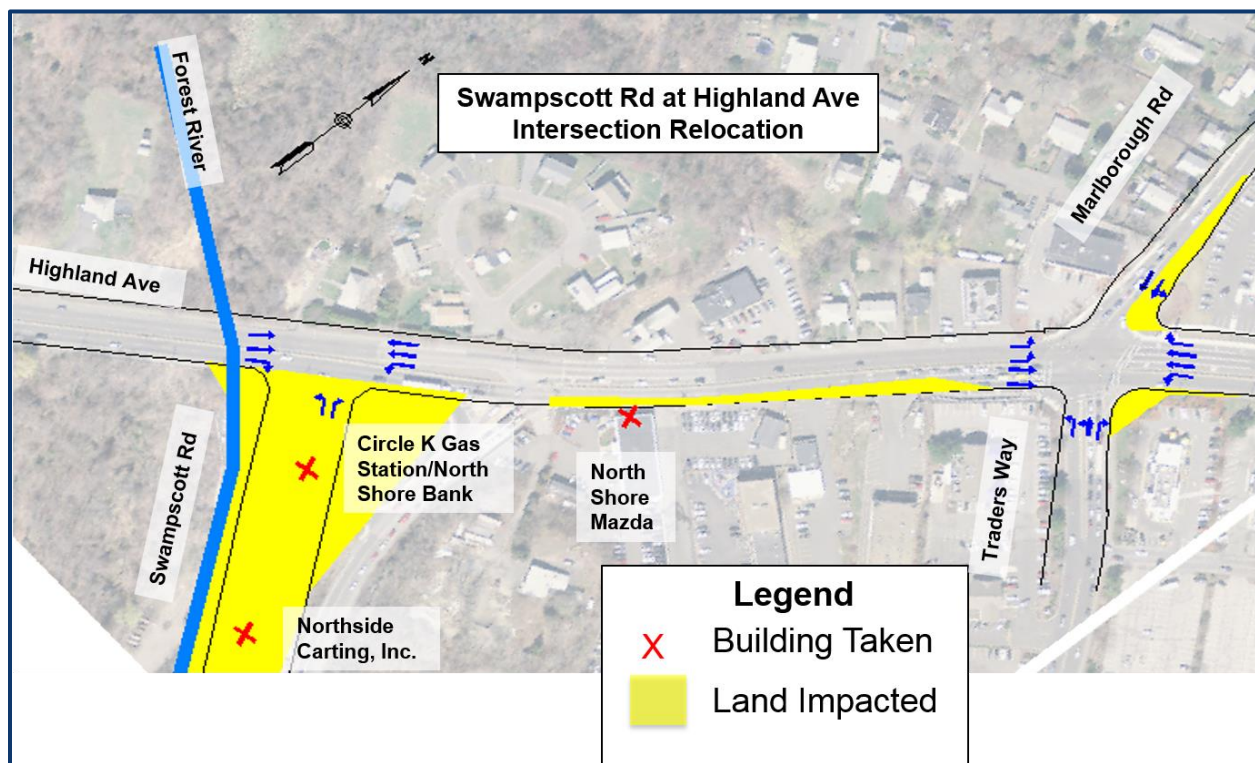 Forest River
N
Swampscott Rd at Highland Ave
Intersection Relocation
Marlborough Rd
Highland Ave
Swampscott Rd
Circle K Gas
Station/North
Shore Bank
North
Shore
Mazda
Traders Way
Northside
Carting, Inc.
Legend
X Building Taken
Land Impacted